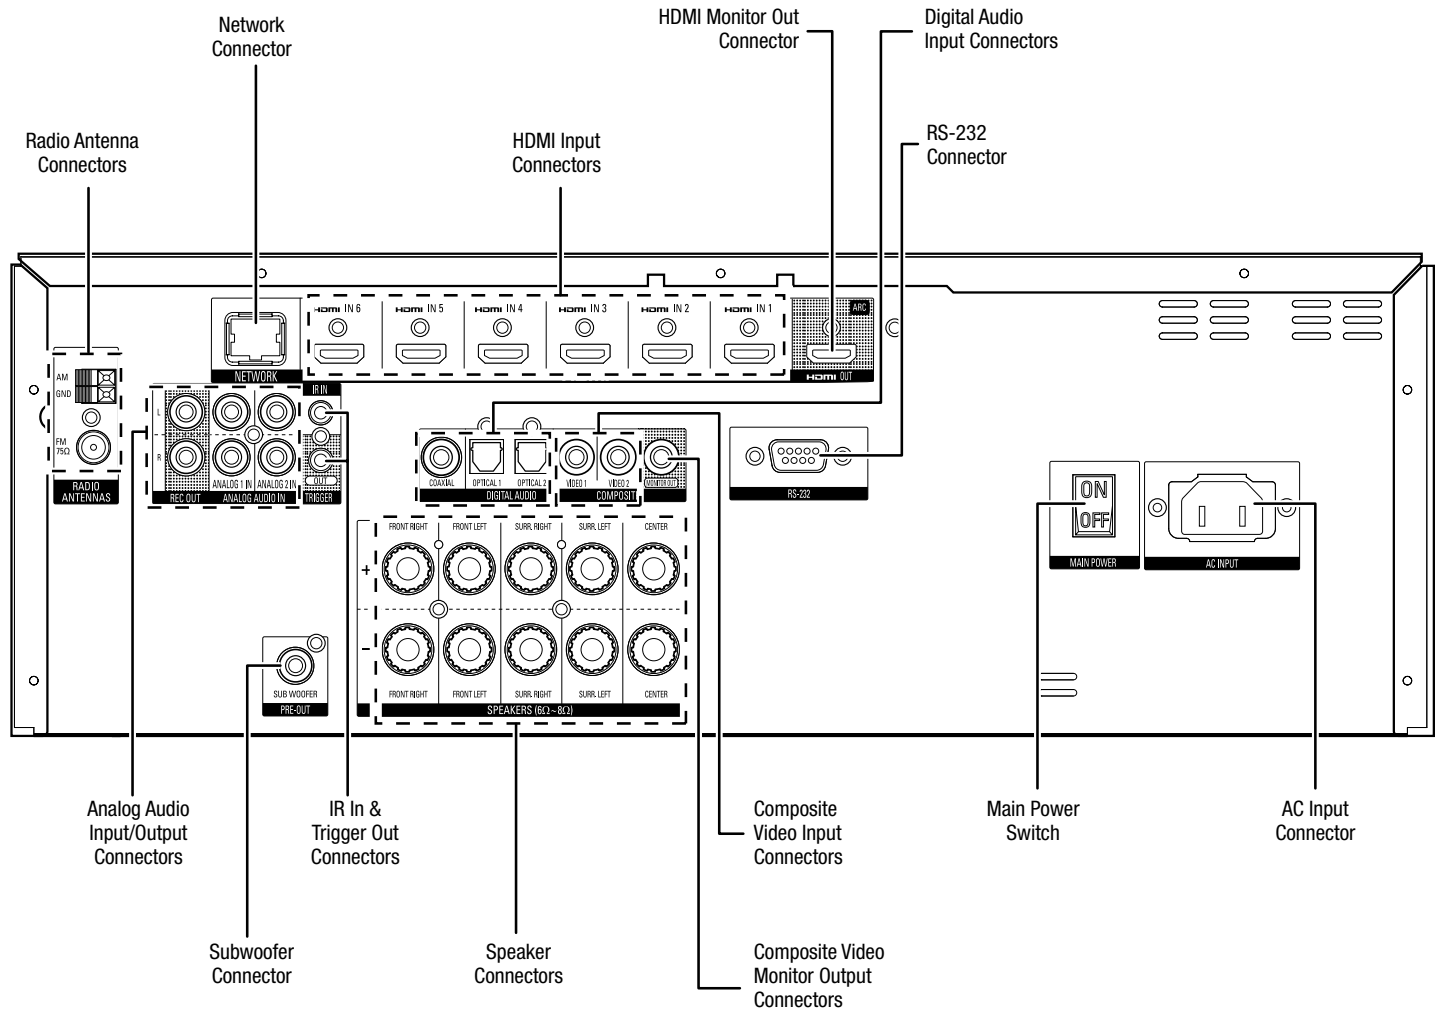 Network
Connector
HDMI Monitor Out
Connector
Digital Audio
Input Connectors
Radio Antenna
Connectors
HDMI Input
Connectors
RS-232
Connector
HDMI IN 6
HDMI IN 5
HDMI IN 4
HDMI IN 3
HDMI IN 2
HDMI IN 1
ARC
NETWORK
HDMI OUT
AM
GND
FM
75Ω
RADIO
ANTENNAS
L
R
ANALOG 1 IN
ANALOG 2 IN
REC OUT
ANALOG AUDIO IN
IR IN
OUT
TRIGGER
COAXIAL
OPTICAL 1
OPTICAL 2
DIGITAL AUDIO
VIDEO 1
VIDEO 2
COMPOSIT
MONITOR OUT
RS-232
ON
OFF
MAIN POWER
AC INPUT
FRONT RIGHT
FRONT LEFT
SURR. RIGHT
SURR. LEFT
CENTER
+
−
FRONT RIGHT
FRONT LEFT
SURR. RIGHT
SURR. LEFT
CENTER
SPEAKERS (6Ω~8Ω)
SUB WOOFER
PRE-OUT
Analog Audio
Input/Output
Connectors
IR In &
Trigger Out
Connectors
Composite
Video Input
Connectors
Main Power
Switch
AC Input
Connector
Subwoofer
Connector
Speaker
Connectors
Composite Video
Monitor Output
Connectors